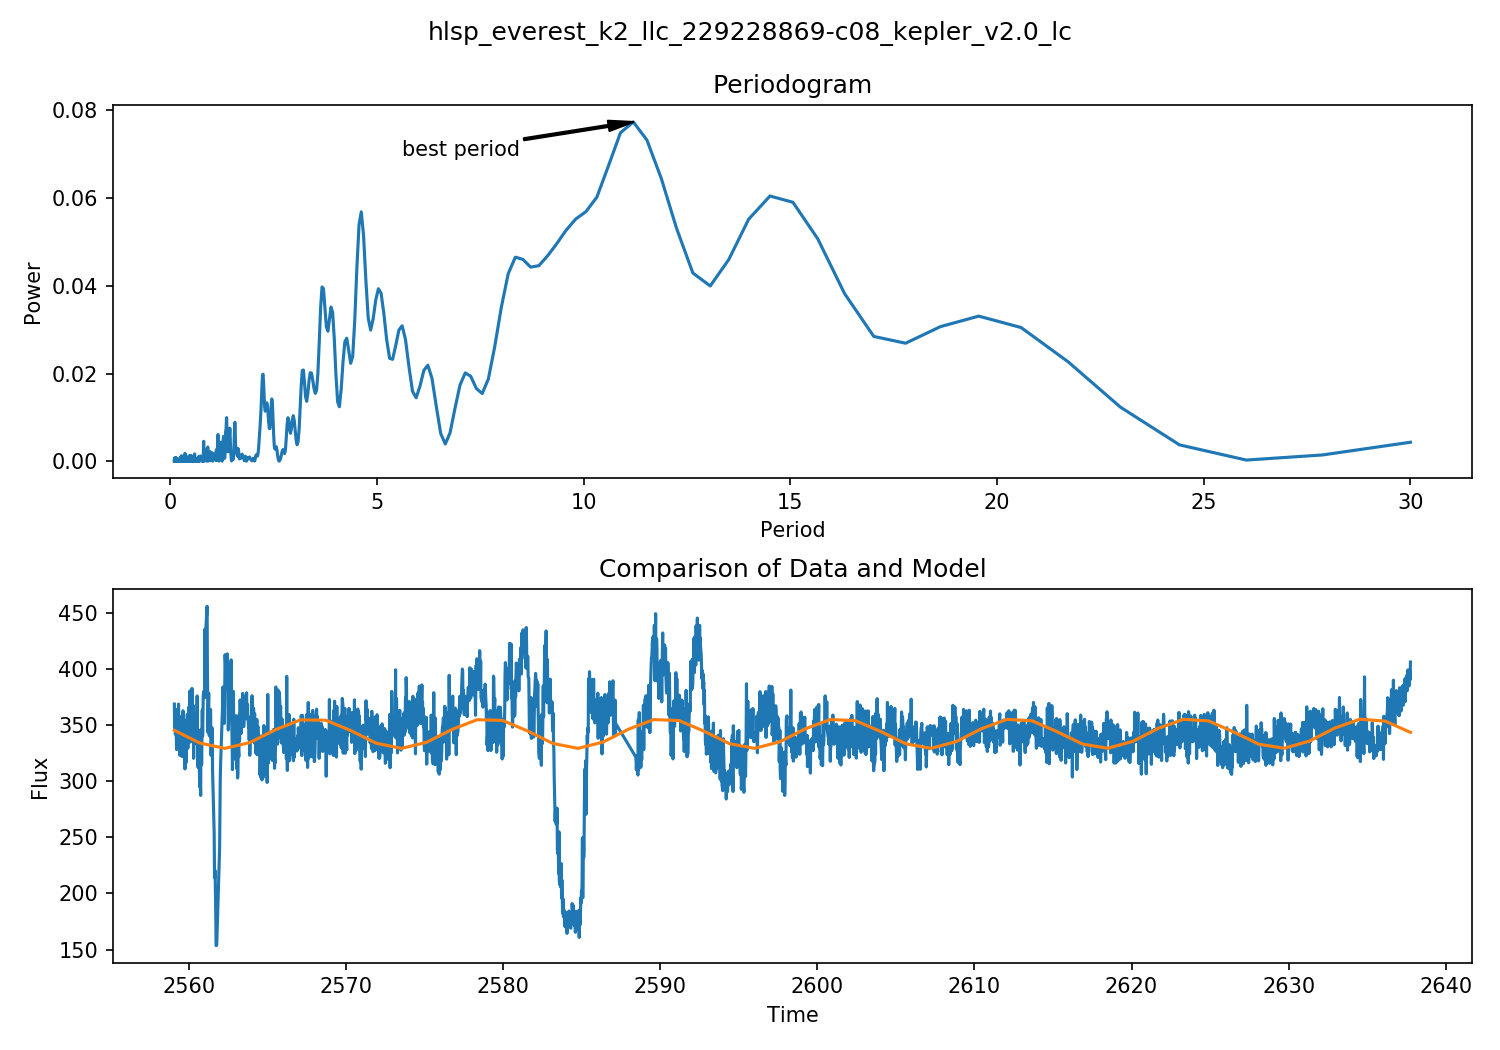 hlsp_everest_k2_llc_229228869-c08_kepler_v2.0_lc
Periodogram
0.08
0.06
0.04
0.02
0.00
Power
best period
0 5 10 15 20 25 30
Period
Comparison of Data and Model
450
400
350
300
250
200
150
Flux
2560 2570 2580 2590 2600 2610 2620 2630 2640
Time